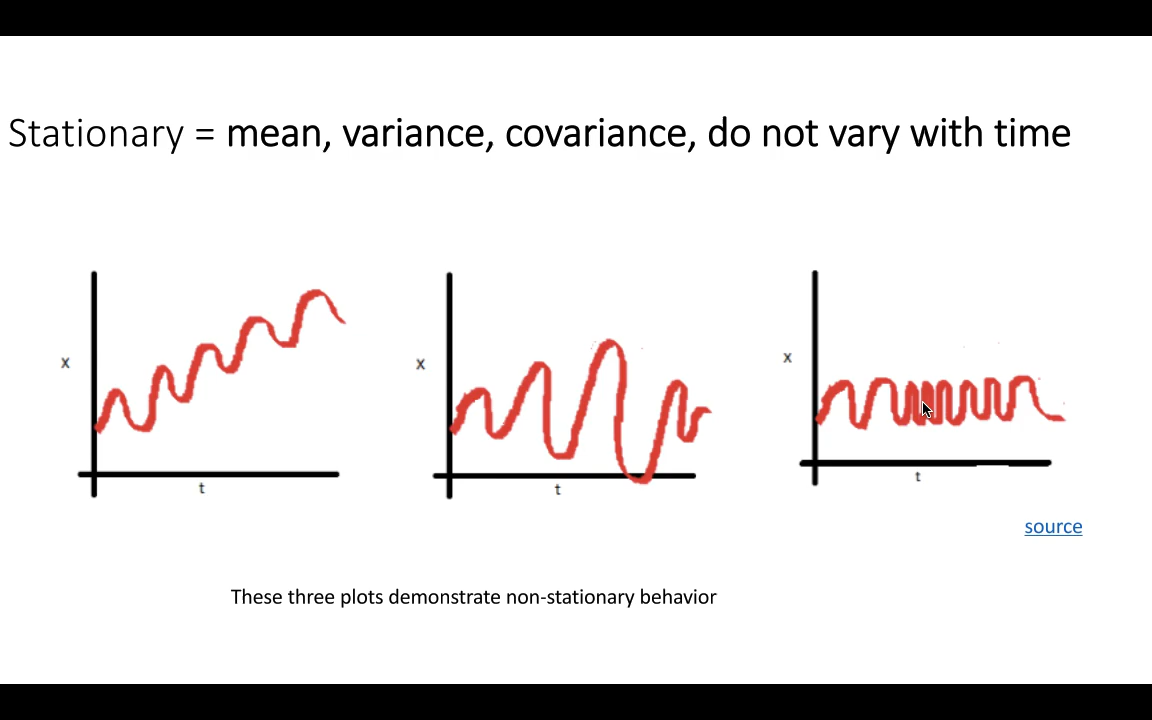 Stationary = mean, variance, covariance, do not vary with time
x
t
x
t
x
t
source
These three plots demonstrate non-stationary behavior